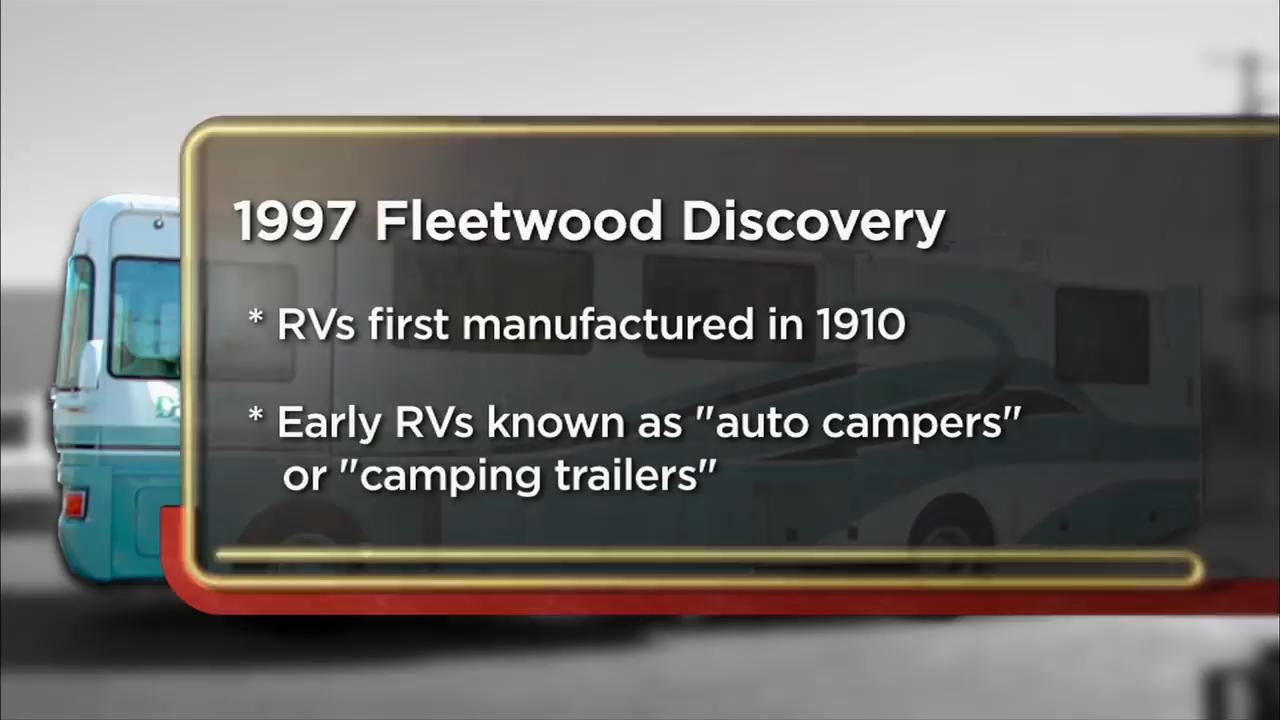 1997 Fleetwood Discovery
* RVs first manufactured in 1910
* Early RVs known as "auto campers"
or "camping trailers"